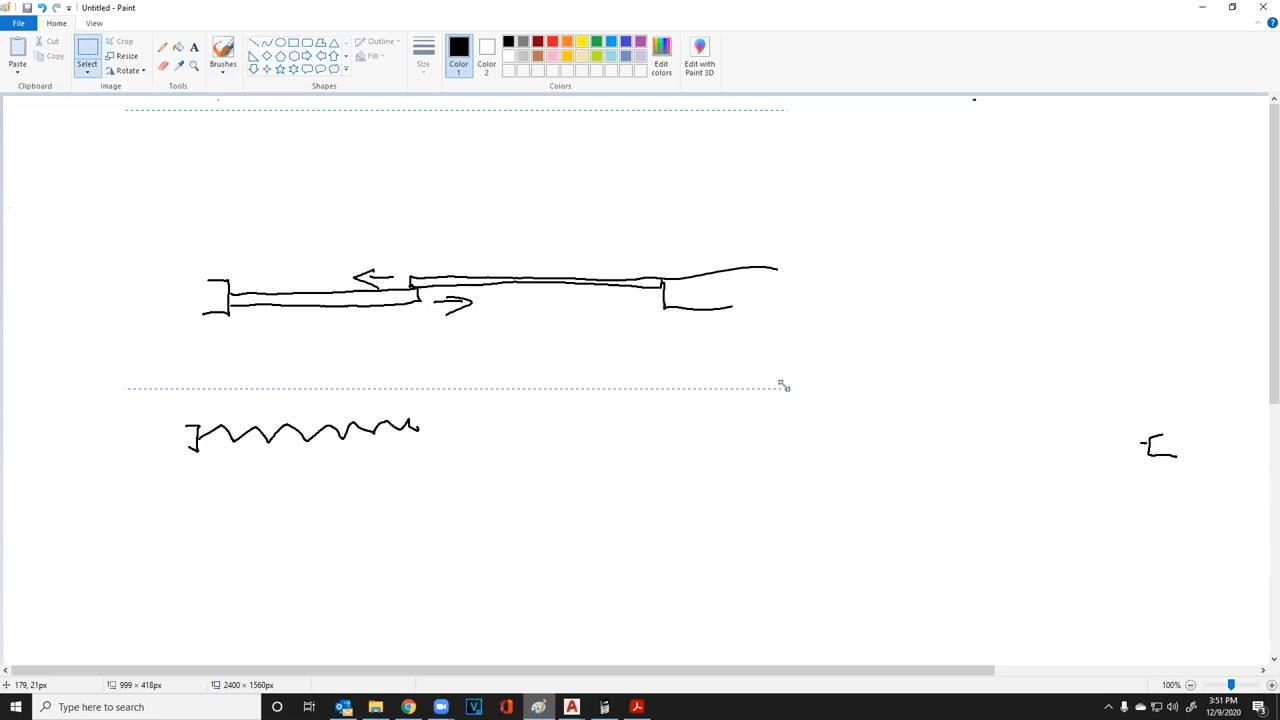 Untitled - Paint
File Home View
Paste Cut Copy Select Crop Resize Rotate Brushes Outline Fill Size Color 1 Color 2 Edit colors Edit with Paint 3D
Clipboard Image Tools Shapes Colors
179, 21px 999 × 418px 2400 × 1560px 100%
Type here to search 3:51 PM
12/9/2020